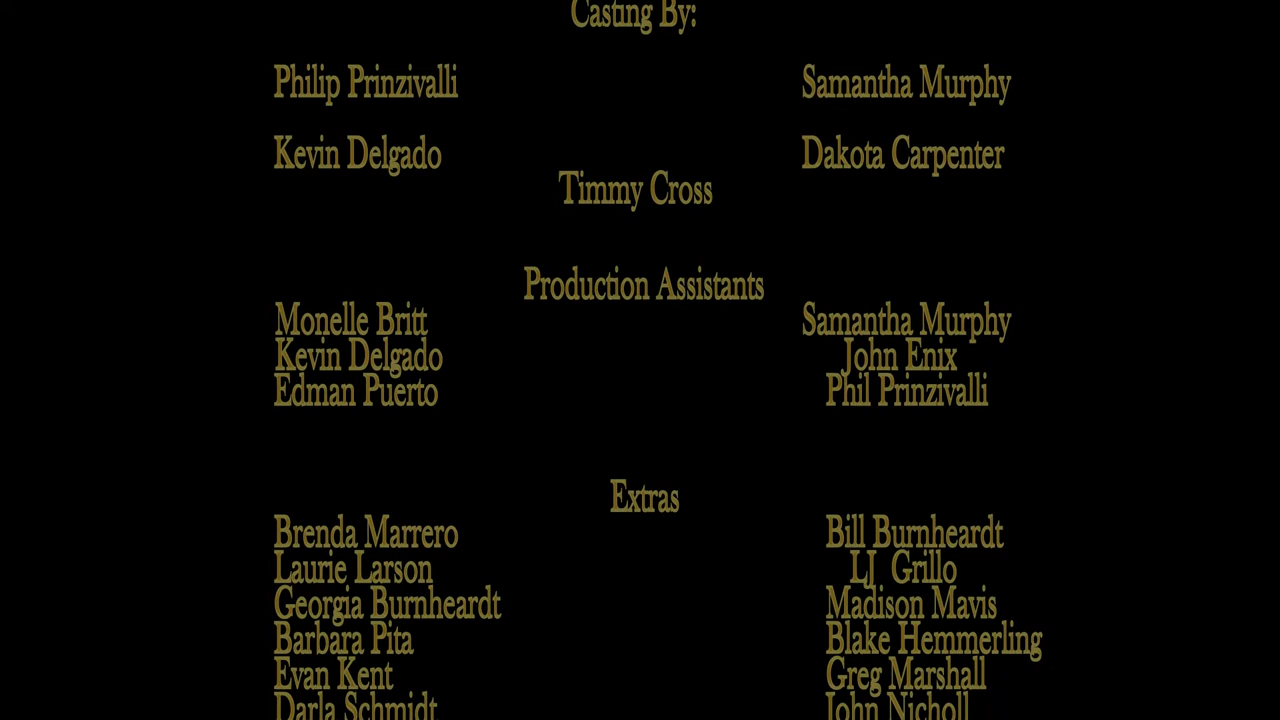 Casting By:
Philip Prinzivalli Samantha Murphy
Kevin Delgado Dakota Carpenter
Timmy Cross
Production Assistants
Monelle Britt Samantha Murphy
Kevin Delgado John Enix
Edman Puerto Phil Prinzivalli
Extras
Brenda Marrero Bill Burnheardt
Laurie Larson LJ Grillo
Georgia Burnheardt Madison Mavis
Barbara Pita Blake Hemmerling
Evan Kent Greg Marshall
Darla Schmidt John Nicholl